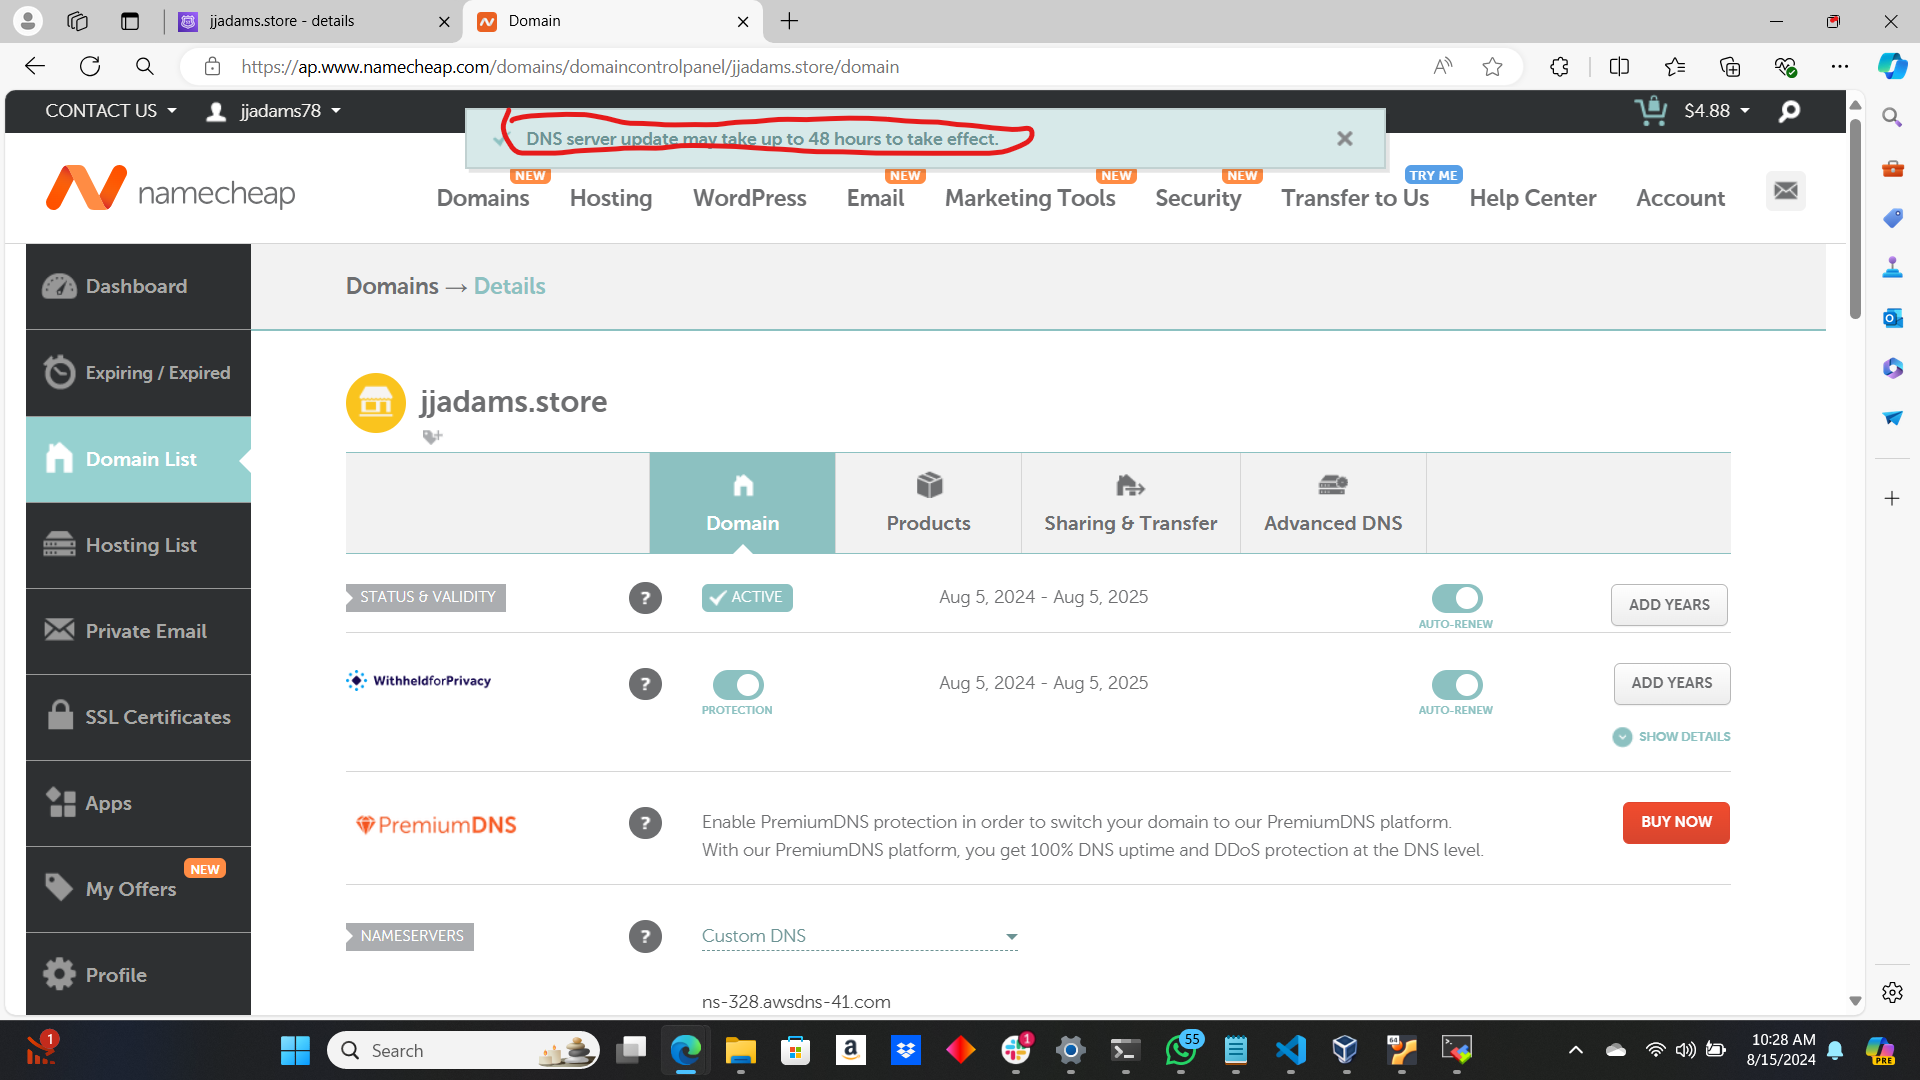 jjadams.store - details
Domain
https://ap.www.namecheap.com/domains/domaincontrolpanel/jjadams.store/domain
CONTACT US
jjadams78
DNS server update may take up to 48 hours to take effect.
$4.88
namecheap
Domains NEW
Hosting
WordPress
Email NEW
Marketing Tools NEW
Security NEW
Transfer to Us TRY ME
Help Center
Account
Dashboard
Expiring / Expired
Domain List
Hosting List
Private Email
SSL Certificates
Apps
My Offers NEW
Profile
Domains → Details
jjadams.store
Domain
Products
Sharing & Transfer
Advanced DNS
STATUS & VALIDITY
?
ACTIVE
Aug 5, 2024 - Aug 5, 2025
AUTO-RENEW
ADD YEARS
WithheldforPrivacy
?
PROTECTION
Aug 5, 2024 - Aug 5, 2025
AUTO-RENEW
ADD YEARS
SHOW DETAILS
PremiumDNS
?
Enable PremiumDNS protection in order to switch your domain to our PremiumDNS platform.
With our PremiumDNS platform, you get 100% DNS uptime and DDoS protection at the DNS level.
BUY NOW
NAMESERVERS
?
Custom DNS
ns-328.awsdns-41.com
1
Search
1
55
64
10:28 AM
8/15/2024
PRE